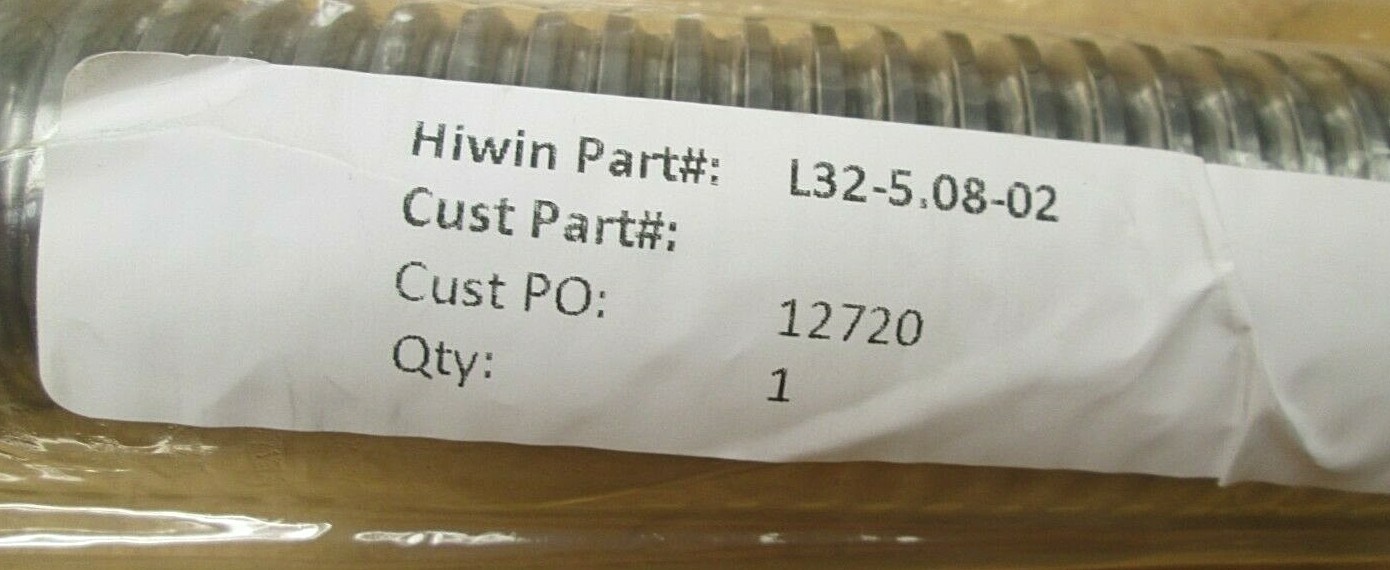 Hiwin Part#: L32-5.08-02
Cust Part#:
Cust PO: 12720
Qty: 1